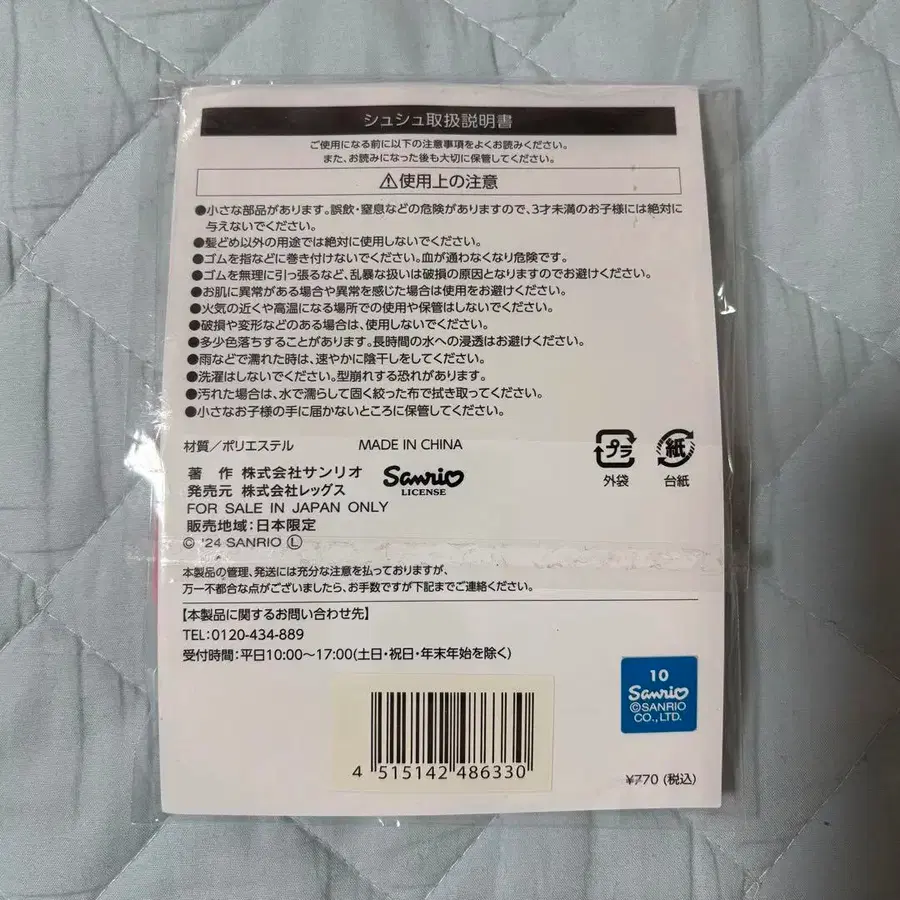 シュシュ取扱説明書
ご使用になる前に以下の注意事項をよくお読みください。
また、お読みになった後も大切に保管してください。
⚠使用上の注意
●小さな部品があります。誤飲・窒息などの危険がありますので、3才未満のお子様には絶対に
与えないでください。
●髪どめ以外の用途では絶対に使用しないでください。
●ゴムを指などに巻き付けないでください。血が通わなくなり危険です。
●ゴムを無理に引っ張るなど、乱暴な扱いは破損の原因となりますのでお避けください。
●お肌に異常がある場合や異常を感じた場合は使用をお避けください。
●火気の近くや高温になる場所での使用や保管はしないでください。
●破損や変形などのある場合は、使用しないでください。
●多少色落ちすることがあります。長時間の水への浸透はお避けください。
●雨などで濡れた時は、速やかに陰干しをしてください。
●洗濯はしないでください。型崩れする恐れがあります。
●汚れた場合は、水で濡らして固く絞った布で拭き取ってください。
●小さなお子様の手に届かないところに保管してください。
材質／ポリエステル MADE IN CHINA
プラ 紙
外袋 台紙
著 作 株式会社サンリオ
発売元 株式会社レッグス
Sanrio
LICENSE
FOR SALE IN JAPAN ONLY
販売地域:日本限定
© '24 SANRIO Ⓛ
本製品の管理、発送には充分な注意を払っておりますが、
万一不都合な点がございましたら、お手数ですが下記までご連絡ください。
【本製品に関するお問い合わせ先】
TEL:0120-434-889
受付時間:平日10:00〜17:00(土日・祝日・年末年始を除く)
10
Sanrio
©SANRIO
CO., LTD.
4 515142 486330
¥770 (税込)